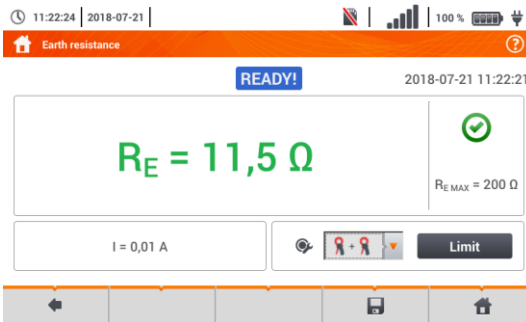 11:22:24 2018-07-21 100 %
Earth resistance ?
READY! 2018-07-21 11:22:21
RE = 11,5 Ω
RE MAX = 200 Ω
I = 0,01 A
+ Limit